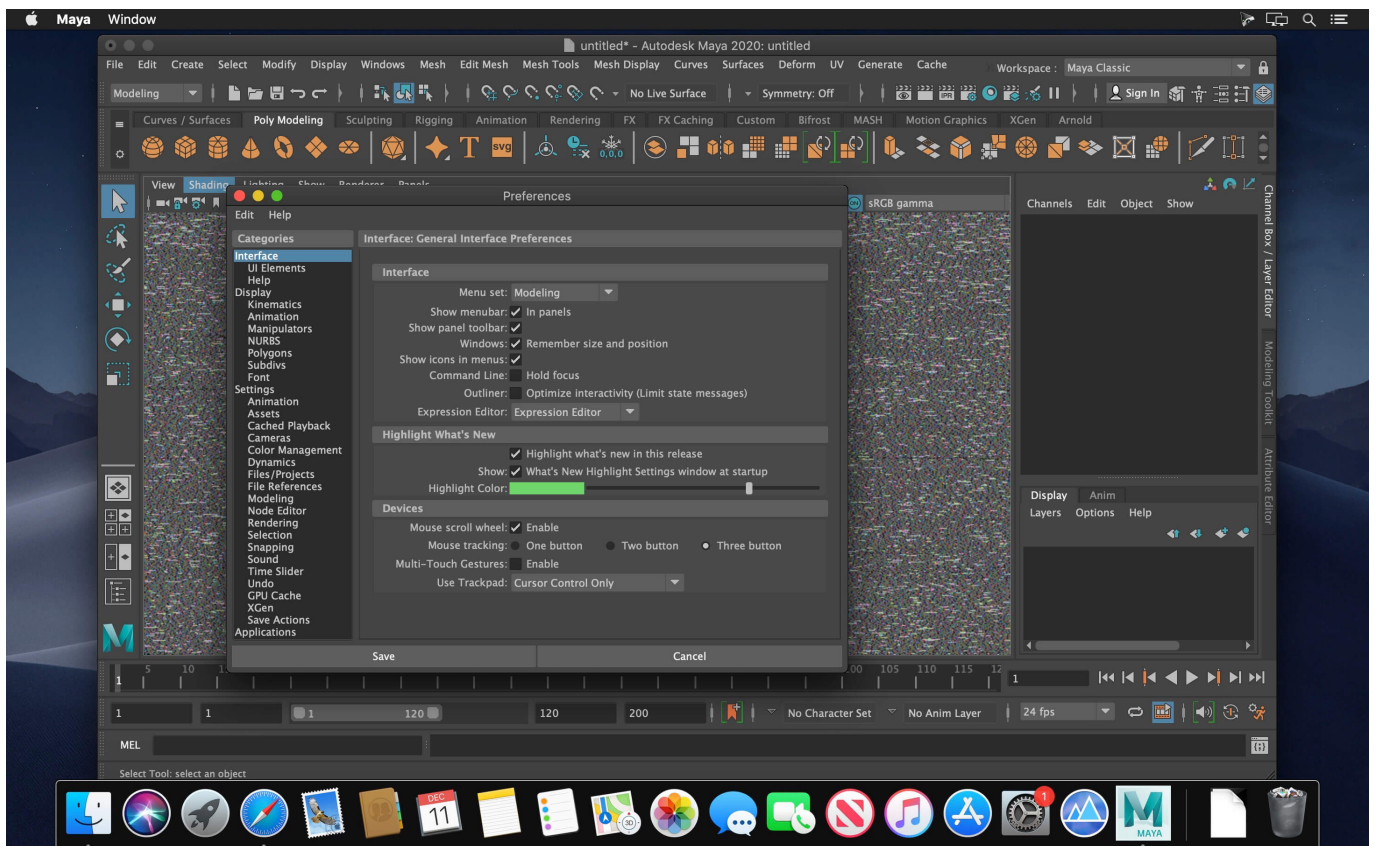 Maya Window
untitled* - Autodesk Maya 2020: untitled
File Edit Create Select Modify Display Windows Mesh Edit Mesh Mesh Tools Mesh Display Curves Surfaces Deform UV Generate Cache Workspace : Maya Classic
Modeling No Live Surface Symmetry: Off Sign In
Curves / Surfaces Poly Modeling Sculpting Rigging Animation Rendering FX FX Caching Custom Bifrost MASH Motion Graphics XGen Arnold
T svg 0,0,0
View Shading Lighting Show Renderer Panels
Preferences
ON sRGB gamma
Channels Edit Object Show
Edit Help
Categories
Interface: General Interface Preferences
Interface
UI Elements
Help
Display
Kinematics
Animation
Manipulators
NURBS
Polygons
Subdivs
Font
Settings
Animation
Assets
Cached Playback
Cameras
Color Management
Dynamics
Files/Projects
File References
Modeling
Node Editor
Rendering
Selection
Snapping
Sound
Time Slider
Undo
GPU Cache
XGen
Save Actions
Applications
Interface
Menu set: Modeling
Show menubar: In panels
Show panel toolbar:
Windows: Remember size and position
Show icons in menus:
Command Line: Hold focus
Outliner: Optimize interactivity (Limit state messages)
Expression Editor: Expression Editor
Highlight What's New
Highlight what's new in this release
Show: What's New Highlight Settings window at startup
Highlight Color:
Devices
Mouse scroll wheel: Enable
Mouse tracking: One button Two button Three button
Multi-Touch Gestures: Enable
Use Trackpad: Cursor Control Only
Save Cancel
Channel Box / Layer Editor
Modeling Toolkit
Attribute Editor
Display Anim
Layers Options Help
5 10 105 110 115 12
1 1
1 1 1 120 120 200 No Character Set No Anim Layer 24 fps
MEL
Select Tool: select an object
DEC
11
3D
1
MAYA